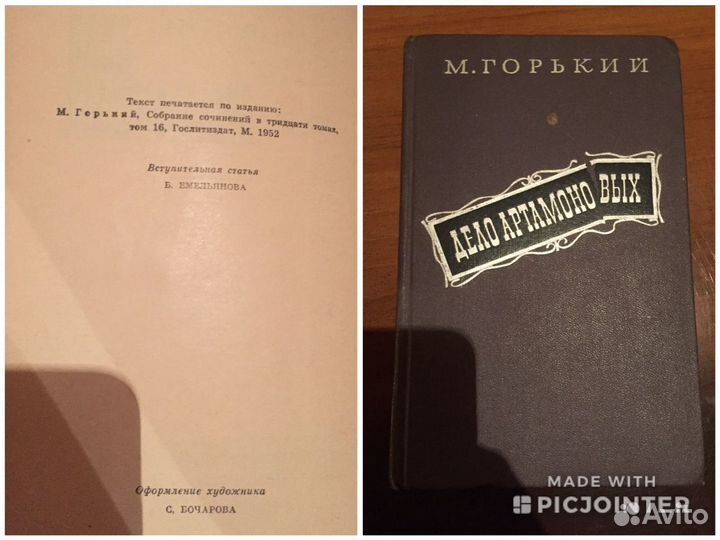 Текст печатается по изданию:
М. Горький, Собрание сочинений в тридцати томах,
том 16, Гослитиздат, М. 1952
Вступительная статья
Б. ЕМЕЛЬЯНОВА
Оформление художника
С. БОЧАРОВА
М. ГОРЬКИЙ
ДЕЛО АРТАМОНОВЫХ
MADE WITH
PICJOINTER
Avito